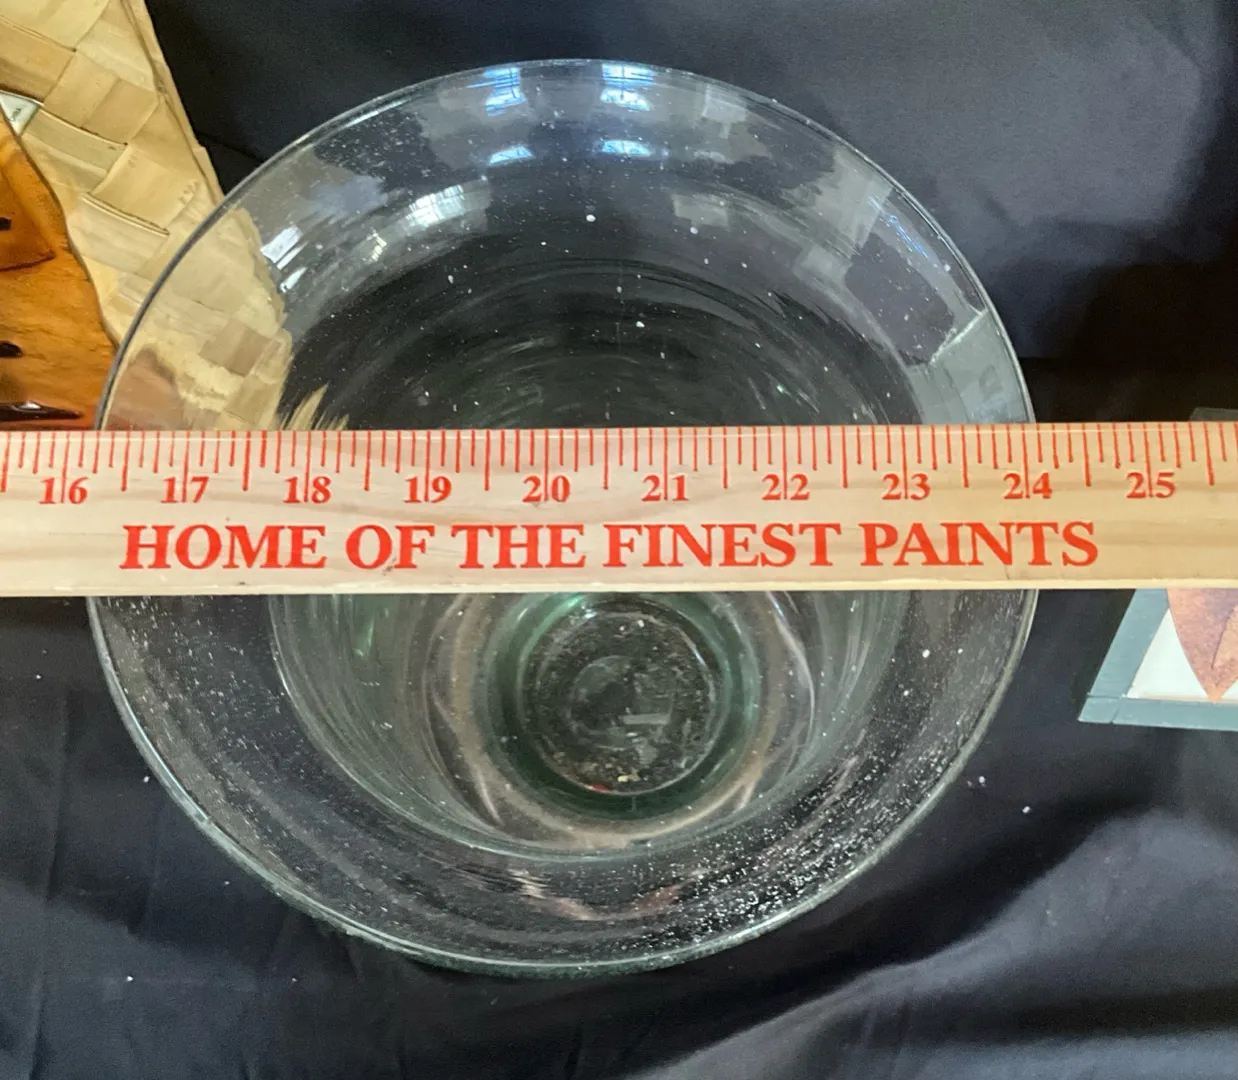 16 17 18 19 20 21 22 23 24 25
HOME OF THE FINEST PAINTS